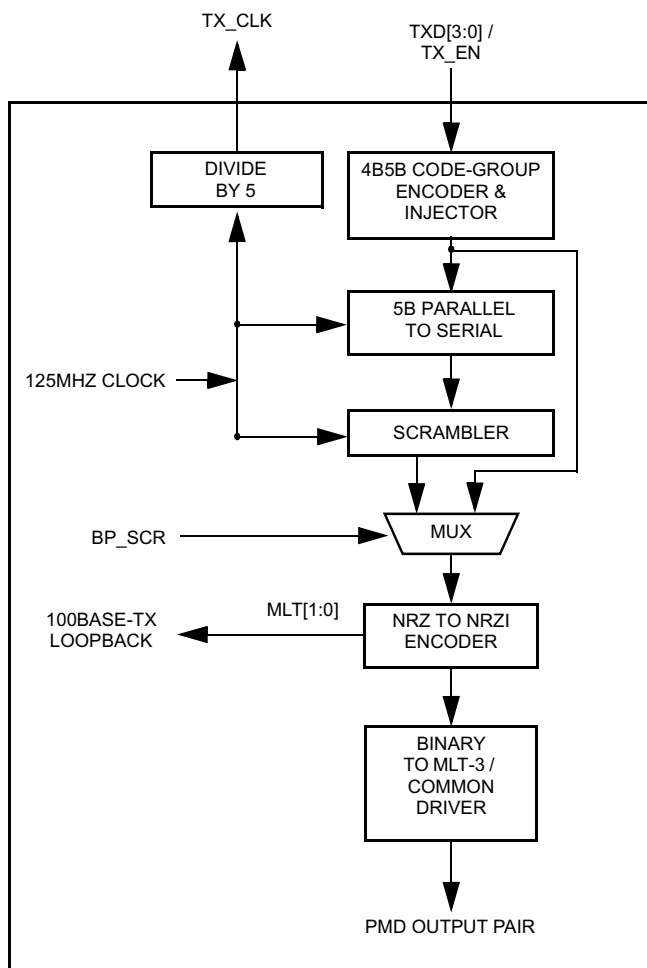 TX_CLK
TXD[3:0] /
TX_EN
DIVIDE
BY 5
4B5B CODE-GROUP
ENCODER &
INJECTOR
5B PARALLEL
TO SERIAL
125MHZ CLOCK
SCRAMBLER
BP_SCR
MUX
100BASE-TX
LOOPBACK
MLT[1:0]
NRZ TO NRZI
ENCODER
BINARY
TO MLT-3 /
COMMON
DRIVER
PMD OUTPUT PAIR